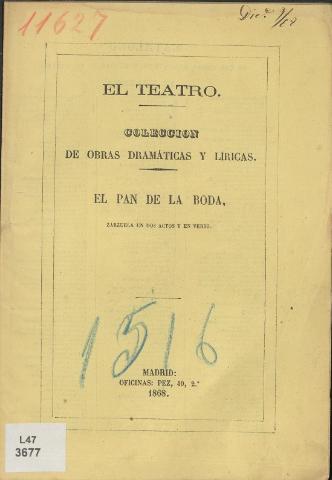 11627
EL TEATRO.
COLECCION
DE OBRAS DRAMÁTICAS Y LIRICAS.
EL PAN DE LA BODA,
ZARZUELA EN DOS ACTOS Y EN VERSO.
1516
MADRID:
OFICINAS: PEZ, 40, 2.º
1868.
L47
3677